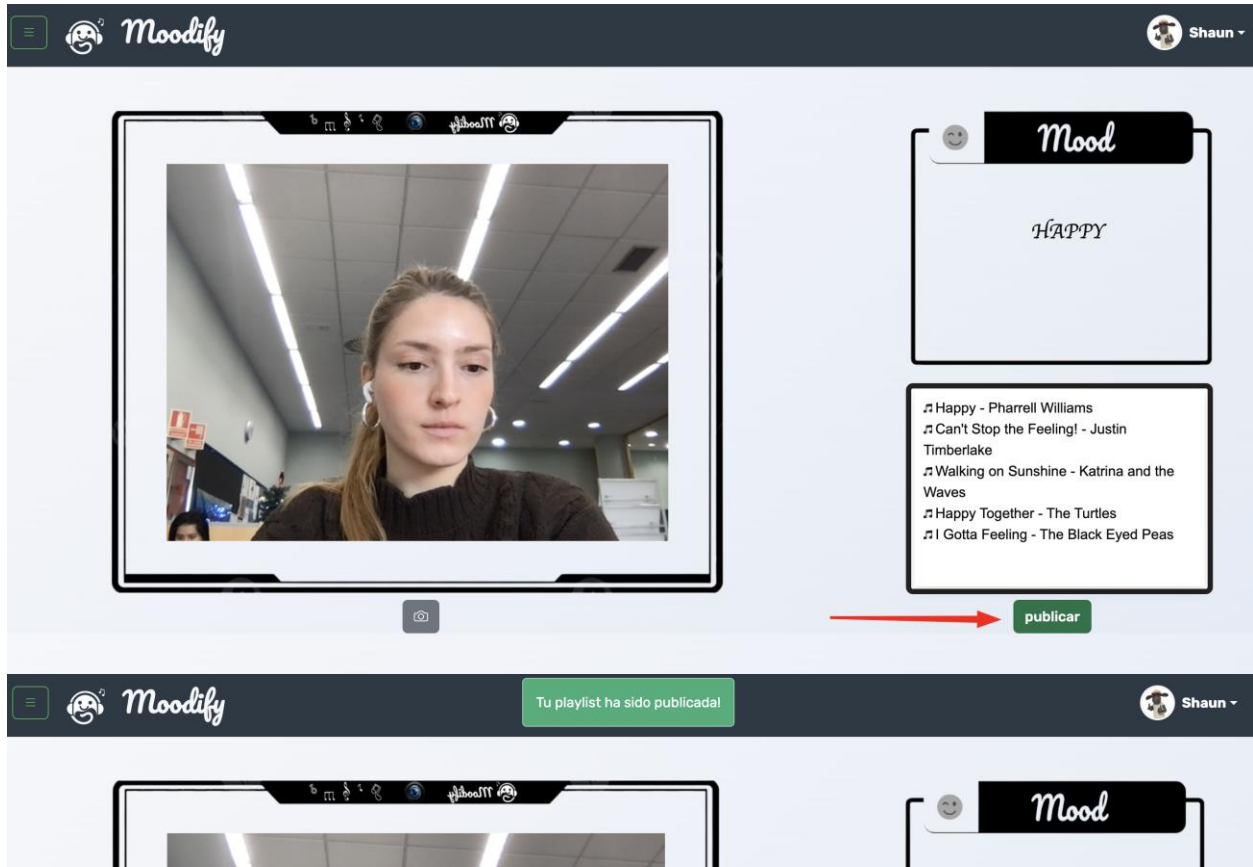 Moodify
Shaun
Moodify
Mood
HAPPY
♫Happy - Pharrell Williams
♫Can't Stop the Feeling! - Justin
Timberlake
♫Walking on Sunshine - Katrina and the
Waves
♫Happy Together - The Turtles
♫I Gotta Feeling - The Black Eyed Peas
publicar
Moodify
Tu playlist ha sido publicada!
Shaun
Moodify
Mood